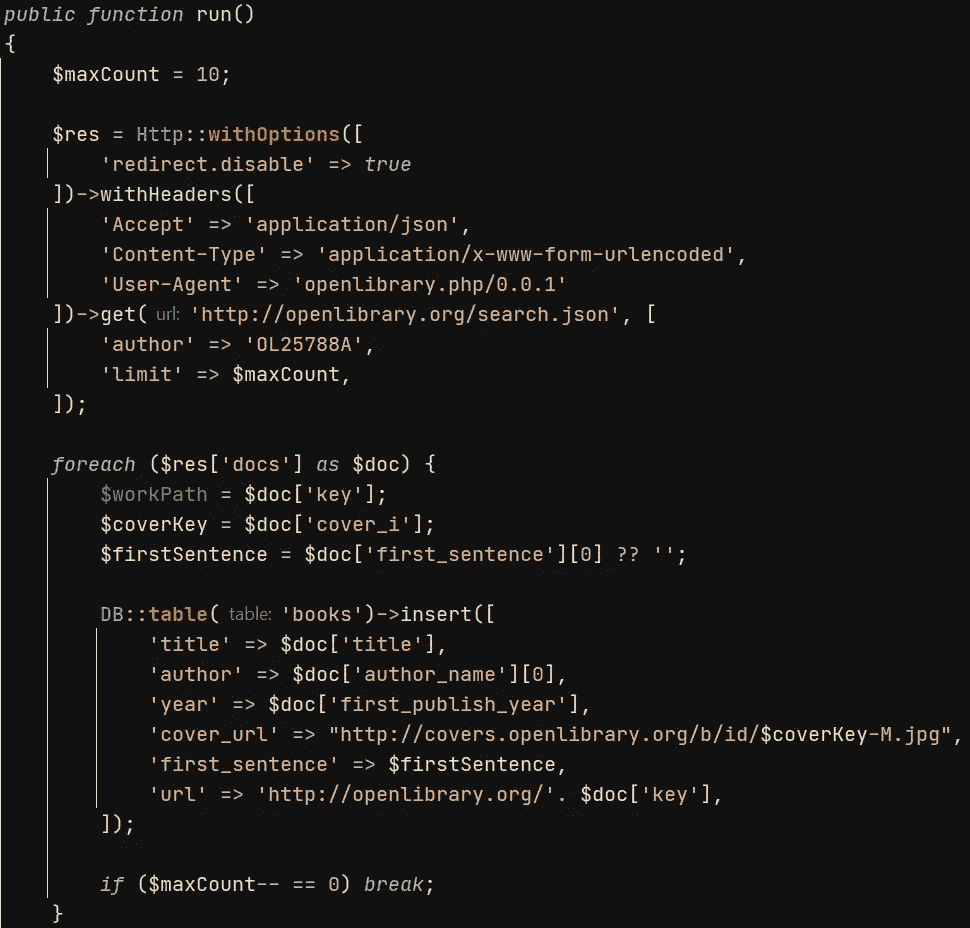 public function run()
{
    $maxCount = 10;

    $res = Http::withOptions([
        'redirect.disable' => true
    ])->withHeaders([
        'Accept' => 'application/json',
        'Content-Type' => 'application/x-www-form-urlencoded',
        'User-Agent' => 'openlibrary.php/0.0.1'
    ])->get( url: 'http://openlibrary.org/search.json', [
        'author' => 'OL25788A',
        'limit' => $maxCount,
    ]);

    foreach ($res['docs'] as $doc) {
        $workPath = $doc['key'];
        $coverKey = $doc['cover_i'];
        $firstSentence = $doc['first_sentence'][0] ?? '';

        DB::table( table: 'books')->insert([
            'title' => $doc['title'],
            'author' => $doc['author_name'][0],
            'year' => $doc['first_publish_year'],
            'cover_url' => "http://covers.openlibrary.org/b/id/$coverKey-M.jpg",
            'first_sentence' => $firstSentence,
            'url' => 'http://openlibrary.org/'. $doc['key'],
        ]);

        if ($maxCount-- == 0) break;
    }